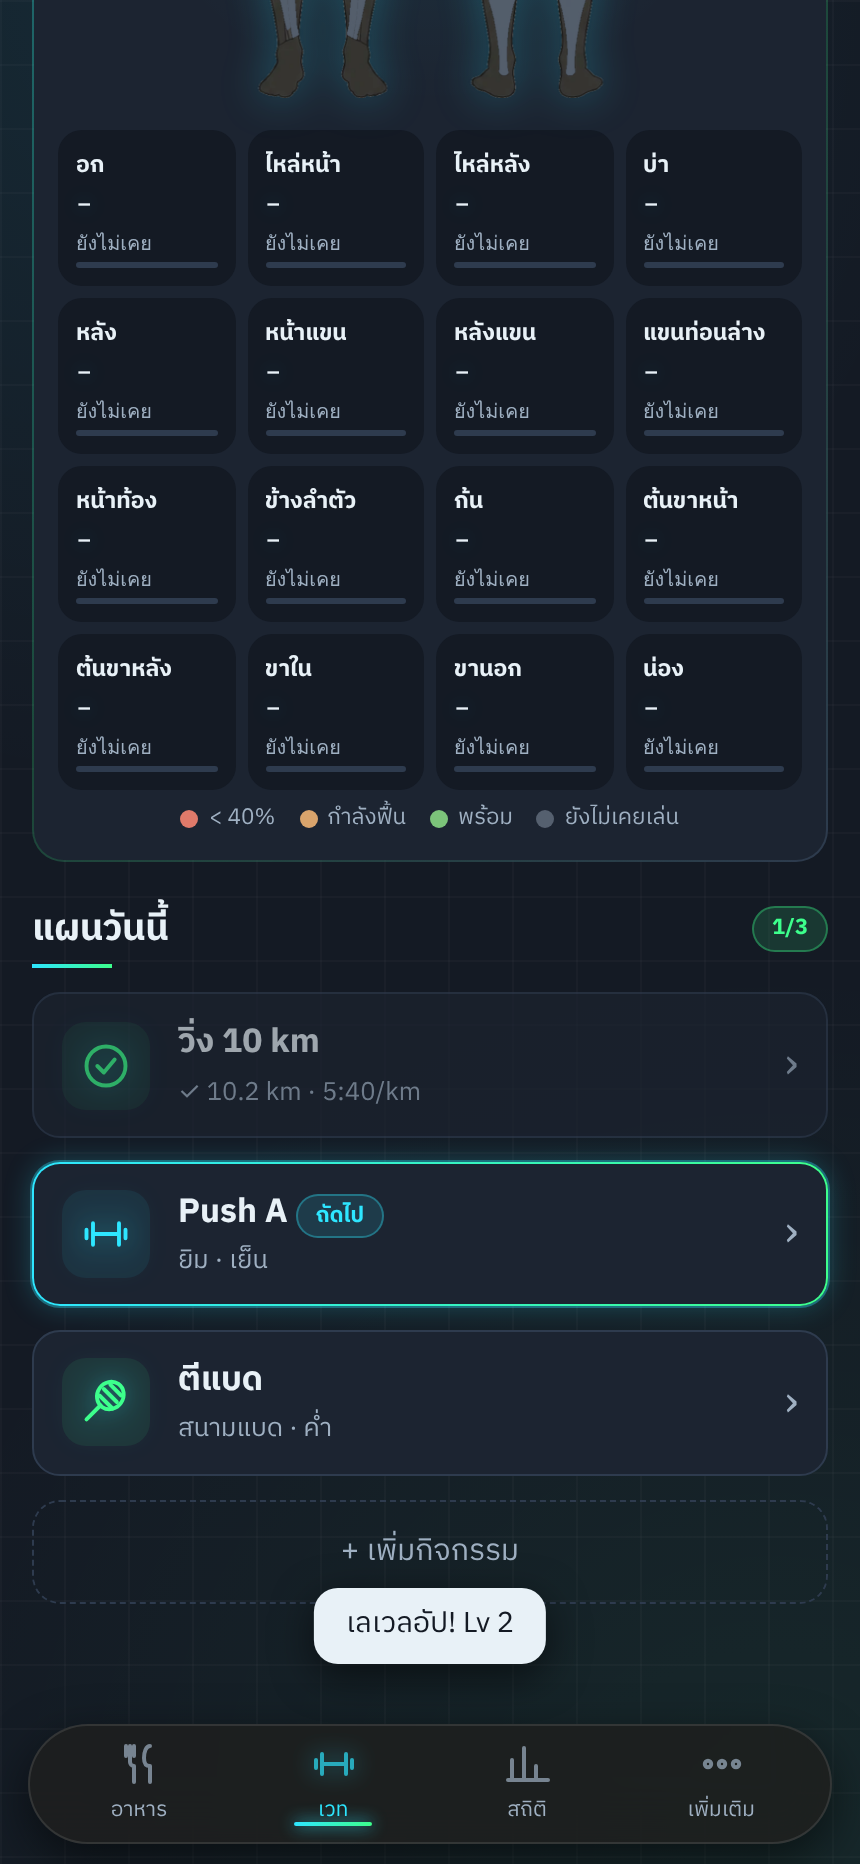 อก
–
ยังไม่เคย
ไหล่หน้า
–
ยังไม่เคย
ไหล่หลัง
–
ยังไม่เคย
บ่า
–
ยังไม่เคย
หลัง
–
ยังไม่เคย
หน้าแขน
–
ยังไม่เคย
หลังแขน
–
ยังไม่เคย
แขนท่อนล่าง
–
ยังไม่เคย
หน้าท้อง
–
ยังไม่เคย
ข้างลำตัว
–
ยังไม่เคย
ก้น
–
ยังไม่เคย
ต้นขาหน้า
–
ยังไม่เคย
ต้นขาหลัง
–
ยังไม่เคย
ขาใน
–
ยังไม่เคย
ขานอก
–
ยังไม่เคย
น่อง
–
ยังไม่เคย
< 40% กำลังฟื้น พร้อม ยังไม่เคยเล่น
แผนวันนี้ 1/3
วิ่ง 10 km
✓ 10.2 km · 5:40/km
Push A ถัดไป
ยิม · เย็น
ตีแบด
สนามแบด · ค่ำ
+ เพิ่มกิจกรรม
เลเวลอัป! Lv 2
อาหาร เวท สถิติ เพิ่มเติม